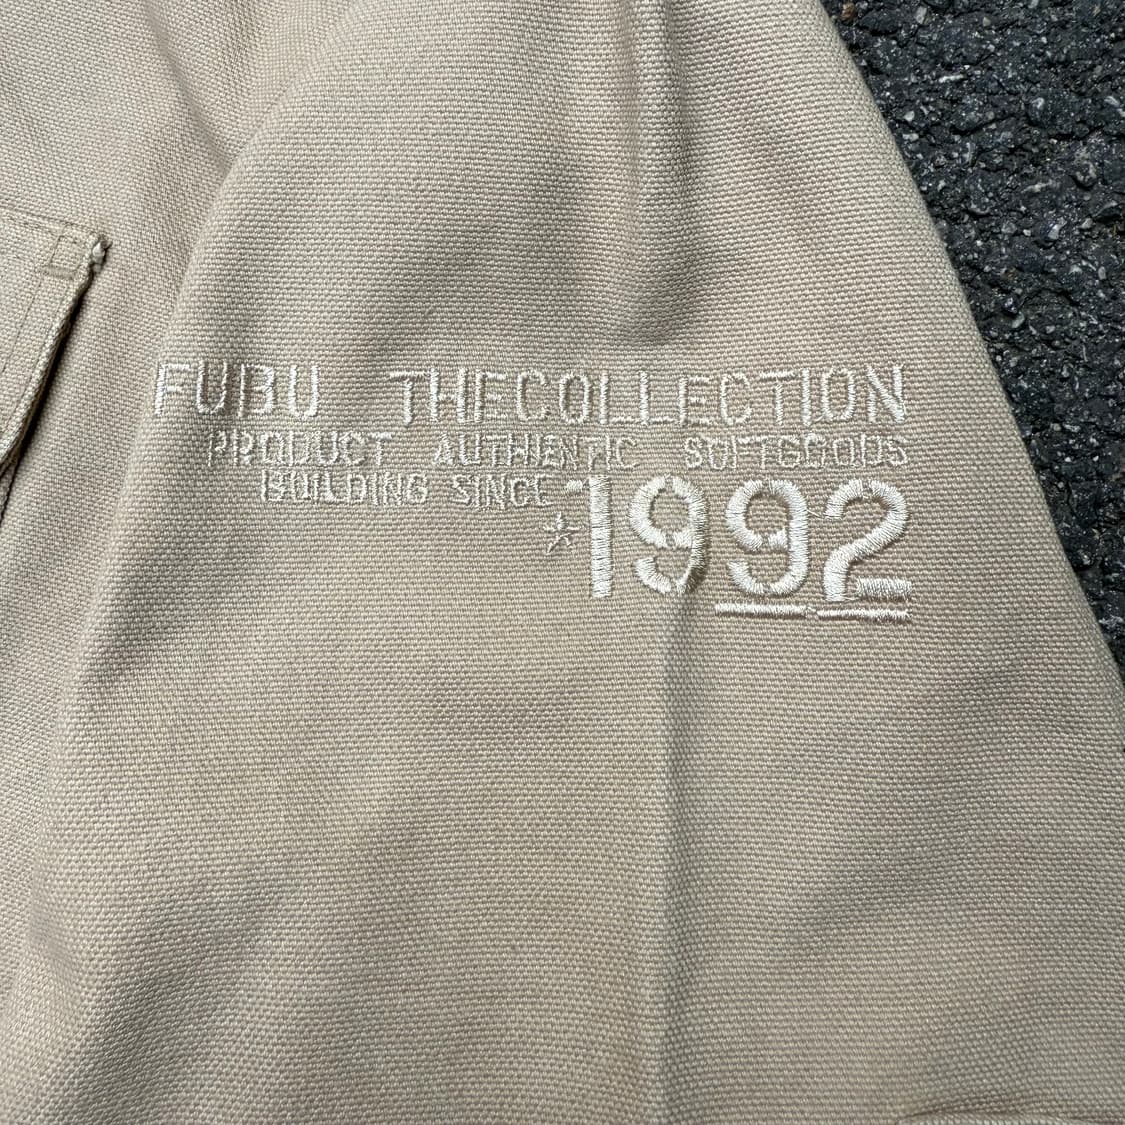 FUBU THECOLLECTION
PRODUCT AUTHENTIC SOFTGOODS
BUILDING SINCE
*1992